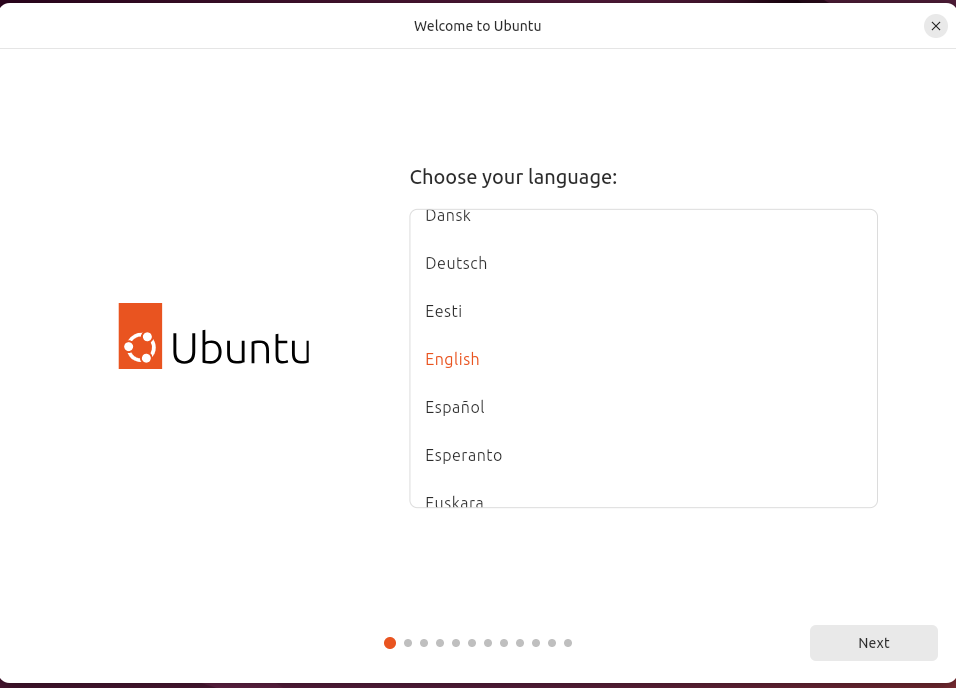 Welcome to Ubuntu
Choose your language:
Dansk
Deutsch
Eesti
English
Español
Esperanto
Euskara
Ubuntu
Next